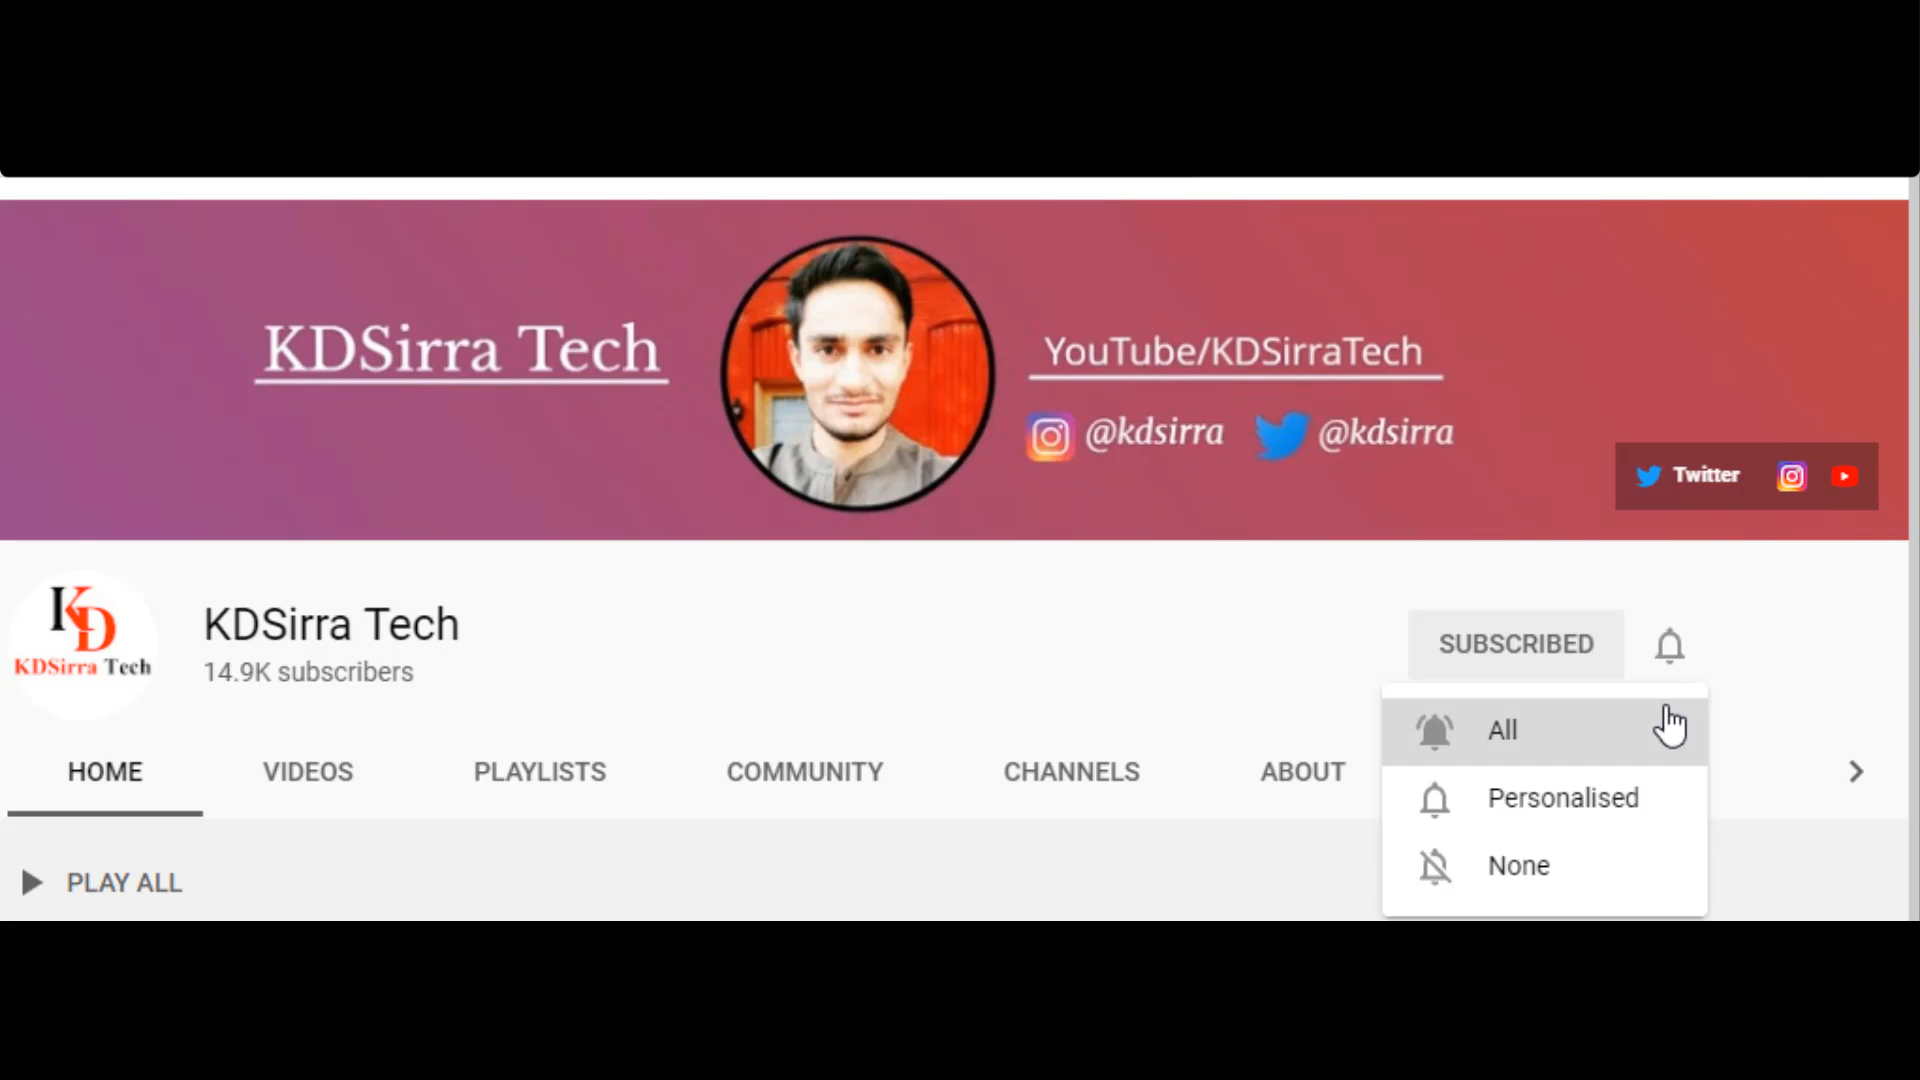 KDSirra Tech
YouTube/KDSirraTech
@kdsirra @kdsirra
Twitter
KD
KDSirra Tech
KDSirra Tech
14.9K subscribers
SUBSCRIBED
All
Personalised
None
HOME VIDEOS PLAYLISTS COMMUNITY CHANNELS ABOUT
PLAY ALL